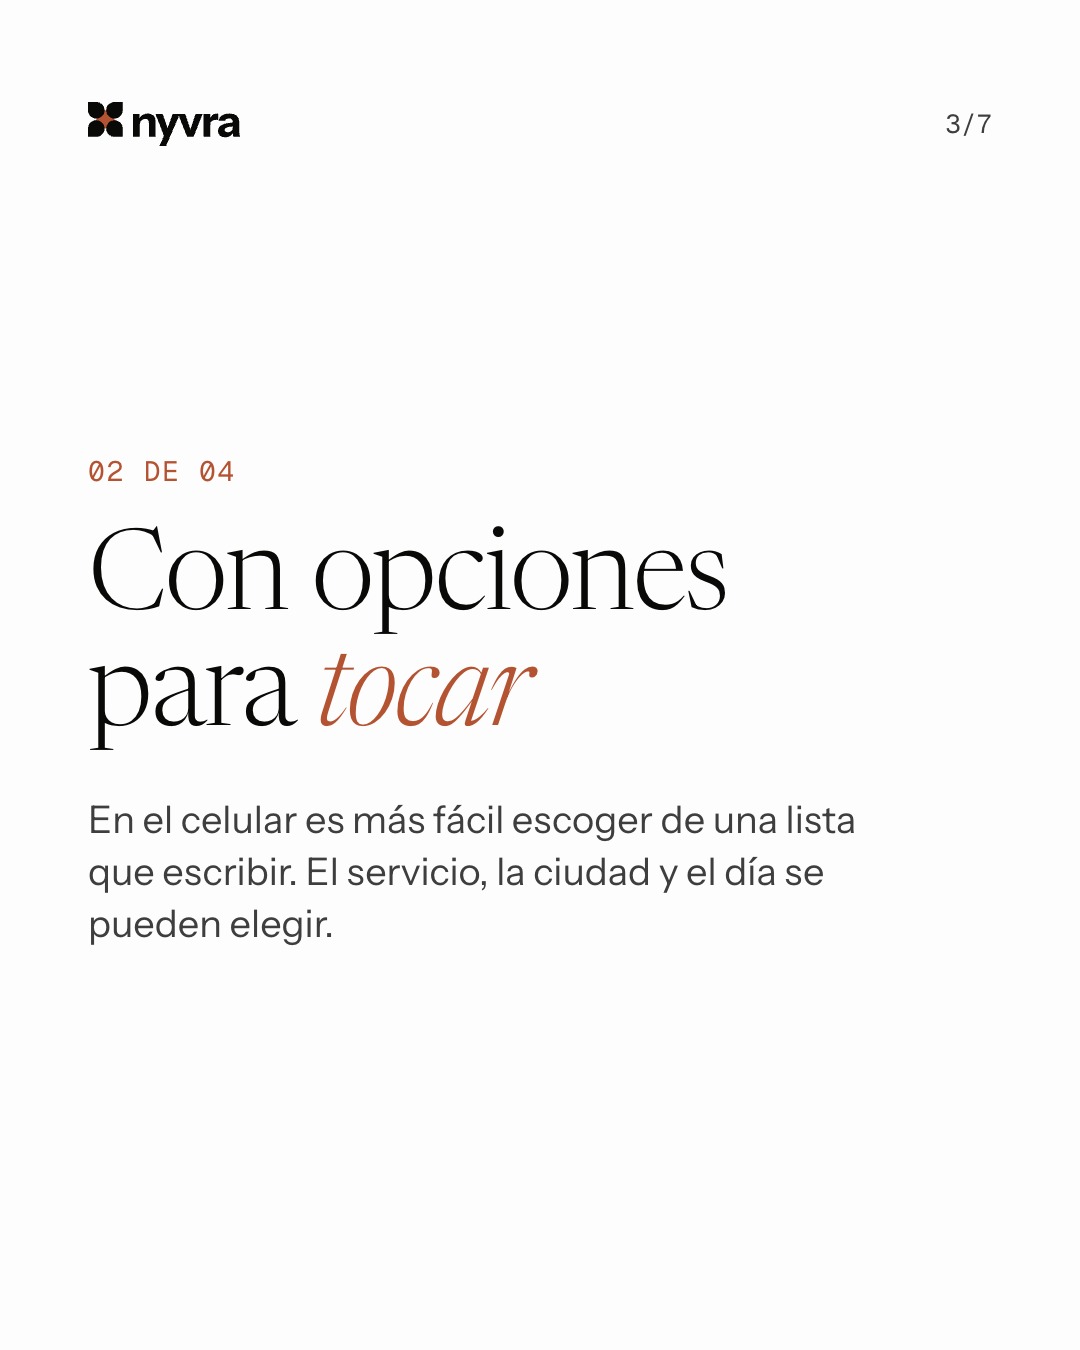 nyvra
3/7
02 DE 04
Con opciones
para tocar
En el celular es más fácil escoger de una lista
que escribir. El servicio, la ciudad y el día se
pueden elegir.